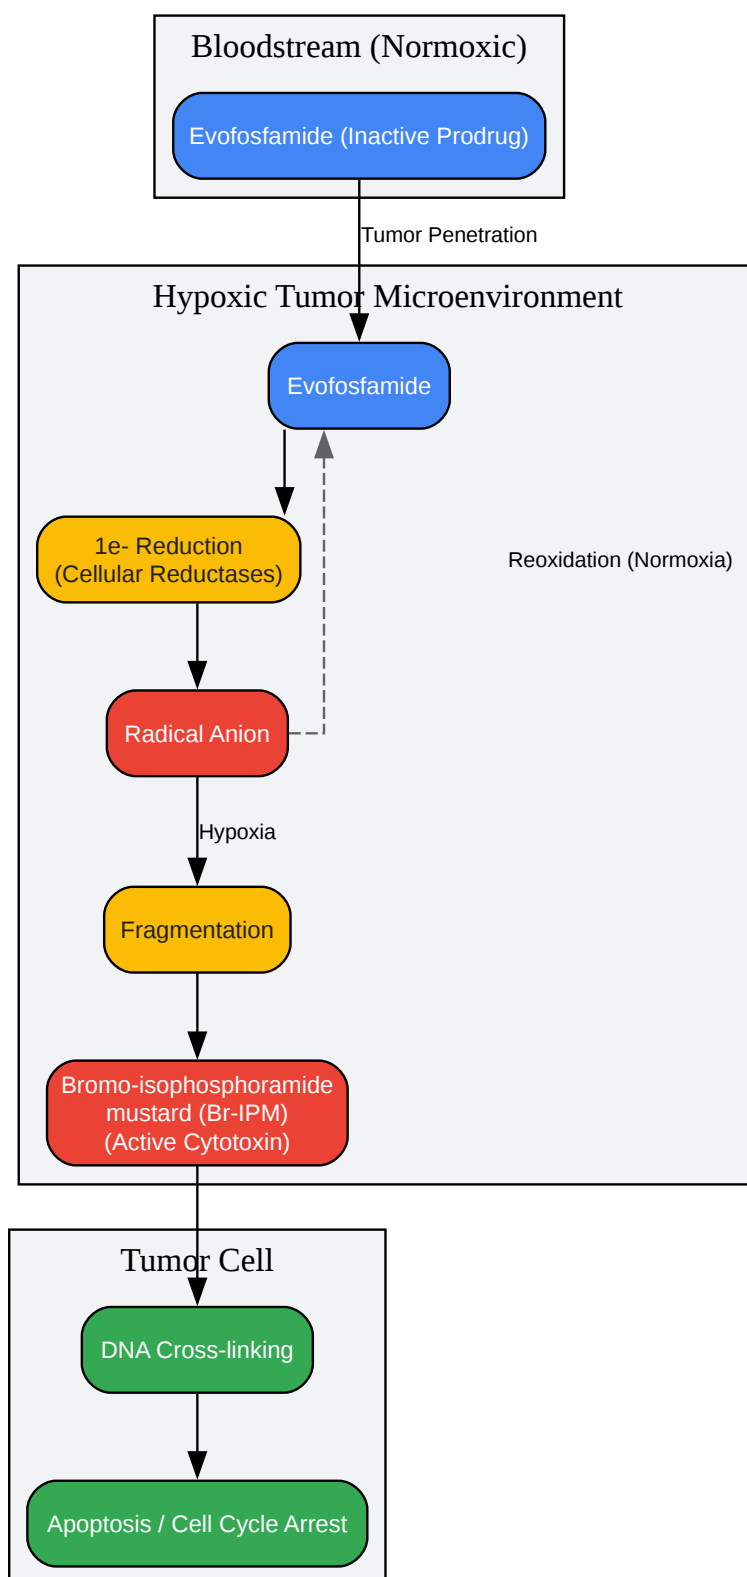 Bloodstream (Normoxic)
Evofosfamide (Inactive Prodrug)
Tumor Penetration
Hypoxic Tumor Microenvironment
Evofosfamide
1e- Reduction
(Cellular Reductases)
Reoxidation (Normoxia)
Radical Anion
Hypoxia
Fragmentation
Bromo-isophosphoramide
mustard (Br-IPM)
(Active Cytotoxin)
Tumor Cell
DNA Cross-linking
Apoptosis / Cell Cycle Arrest